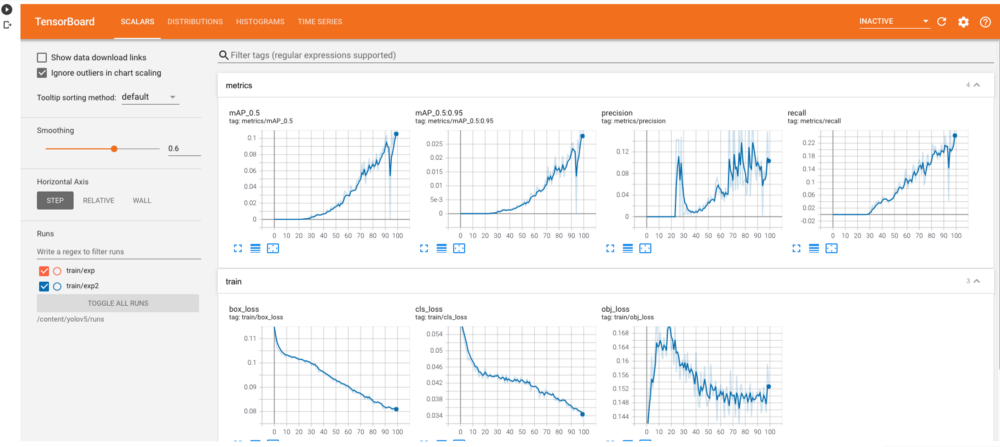 TensorBoard
SCALARS DISTRIBUTIONS HISTOGRAMS TIME SERIES
INACTIVE
Show data download links
Ignore outliers in chart scaling
Tooltip sorting method: default
Smoothing
0.6
Horizontal Axis
STEP RELATIVE WALL
Runs
Write a regex to filter runs
train/exp
train/exp2
TOGGLE ALL RUNS
/content/yolov5/runs
Filter tags (regular expressions supported)
metrics 4
mAP_0.5
tag: metrics/mAP_0.5
0.1
0.08
0.06
0.04
0.02
0
0 10 20 30 40 50 60 70 80 90 100
mAP_0.5:0.95
tag: metrics/mAP_0.5:0.95
0.025
0.02
0.015
0.01
5e-3
0
0 10 20 30 40 50 60 70 80 90 100
precision
tag: metrics/precision
0.12
0.08
0.04
0
0 10 20 30 40 50 60 70 80 90 100
recall
tag: metrics/recall
0.22
0.18
0.14
0.1
0.06
0.02
-0.02
0 10 20 30 40 50 60 70 80 90 100
train 3
box_loss
tag: train/box_loss
0.11
0.1
0.09
0.08
0 10 20 30 40 50 60 70 80 90 100
cls_loss
tag: train/cls_loss
0.054
0.05
0.046
0.042
0.038
0.034
0 10 20 30 40 50 60 70 80 90 100
obj_loss
tag: train/obj_loss
0.168
0.164
0.16
0.156
0.152
0.148
0.144
0 10 20 30 40 50 60 70 80 90 100